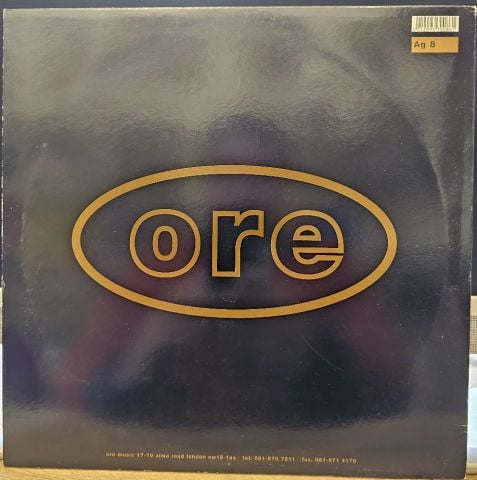 Ag 8
ore
ore music 17-19 alma road london sw18 1aa tel: 081-870 7511 fax. 081-871 4178